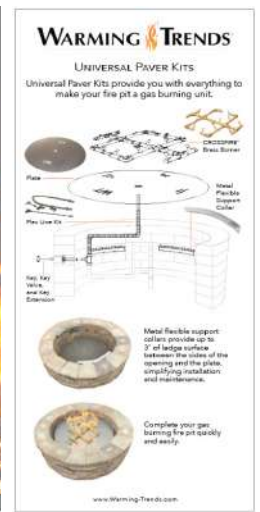 WARMING TRENDS
UNIVERSAL PAVER KITS
Universal Paver Kits provide you with everything to
make your fire pit a gas burning unit.
CROSSFIRE®
Brass Burner
Plate
Metal
Flexible
Support
Collar
Flex Line Kit
Key, Key
Valve,
and Key
Extension
Metal flexible support
collars provide up to
3" of ledge surface
between the sides of the
opening and the plate,
simplifying installation
and maintenance.
Complete your gas
burning fire pit quickly
and easily.
www.Warming-Trends.com